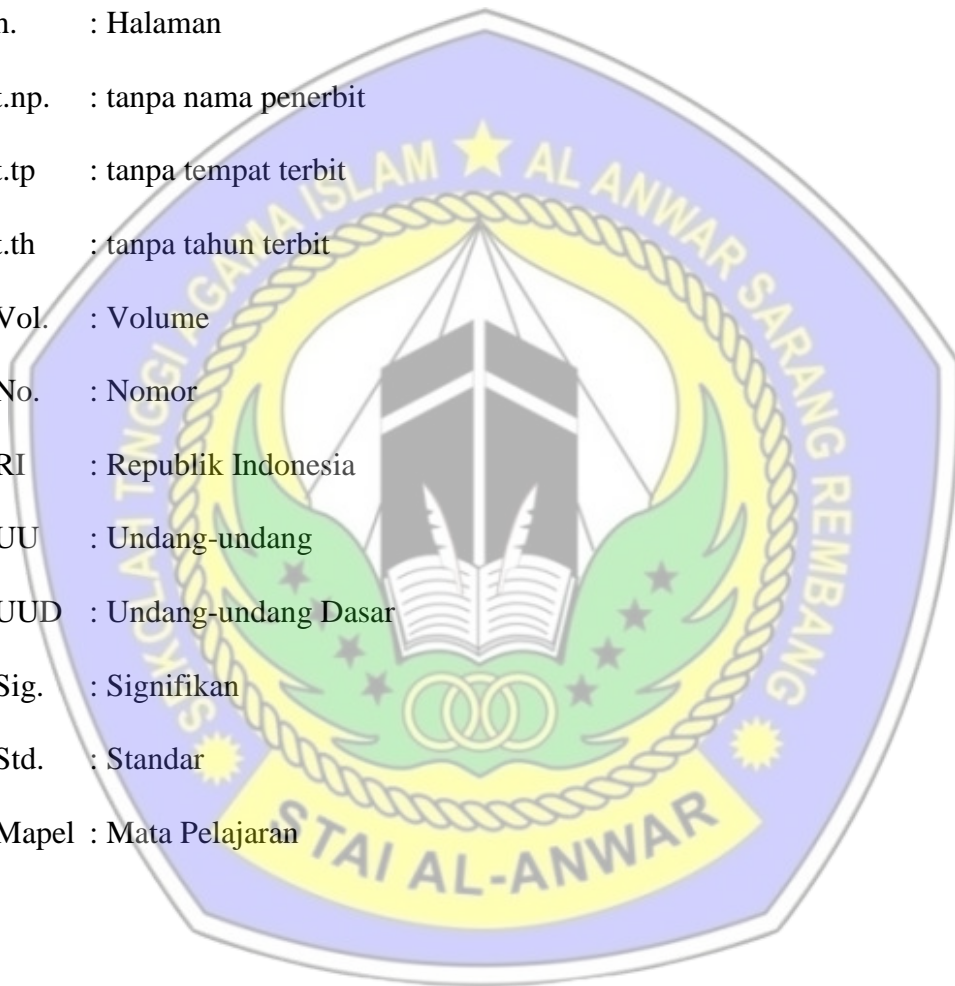 h. : Halaman
t.np. : tanpa nama penerbit
t.tp : tanpa tempat terbit
t.th : tanpa tahun terbit
Vol. : Volume
No. : Nomor
RI : Republik Indonesia
UU : Undang-undang
UUD : Undang-undang Dasar
Sig. : Signifikan
Std. : Standar
Mapel : Mata Pelajaran
SEKOLAH TINGGI AGAMA ISLAM AL ANWAR SARANG REMBANG
STAI AL-ANWAR